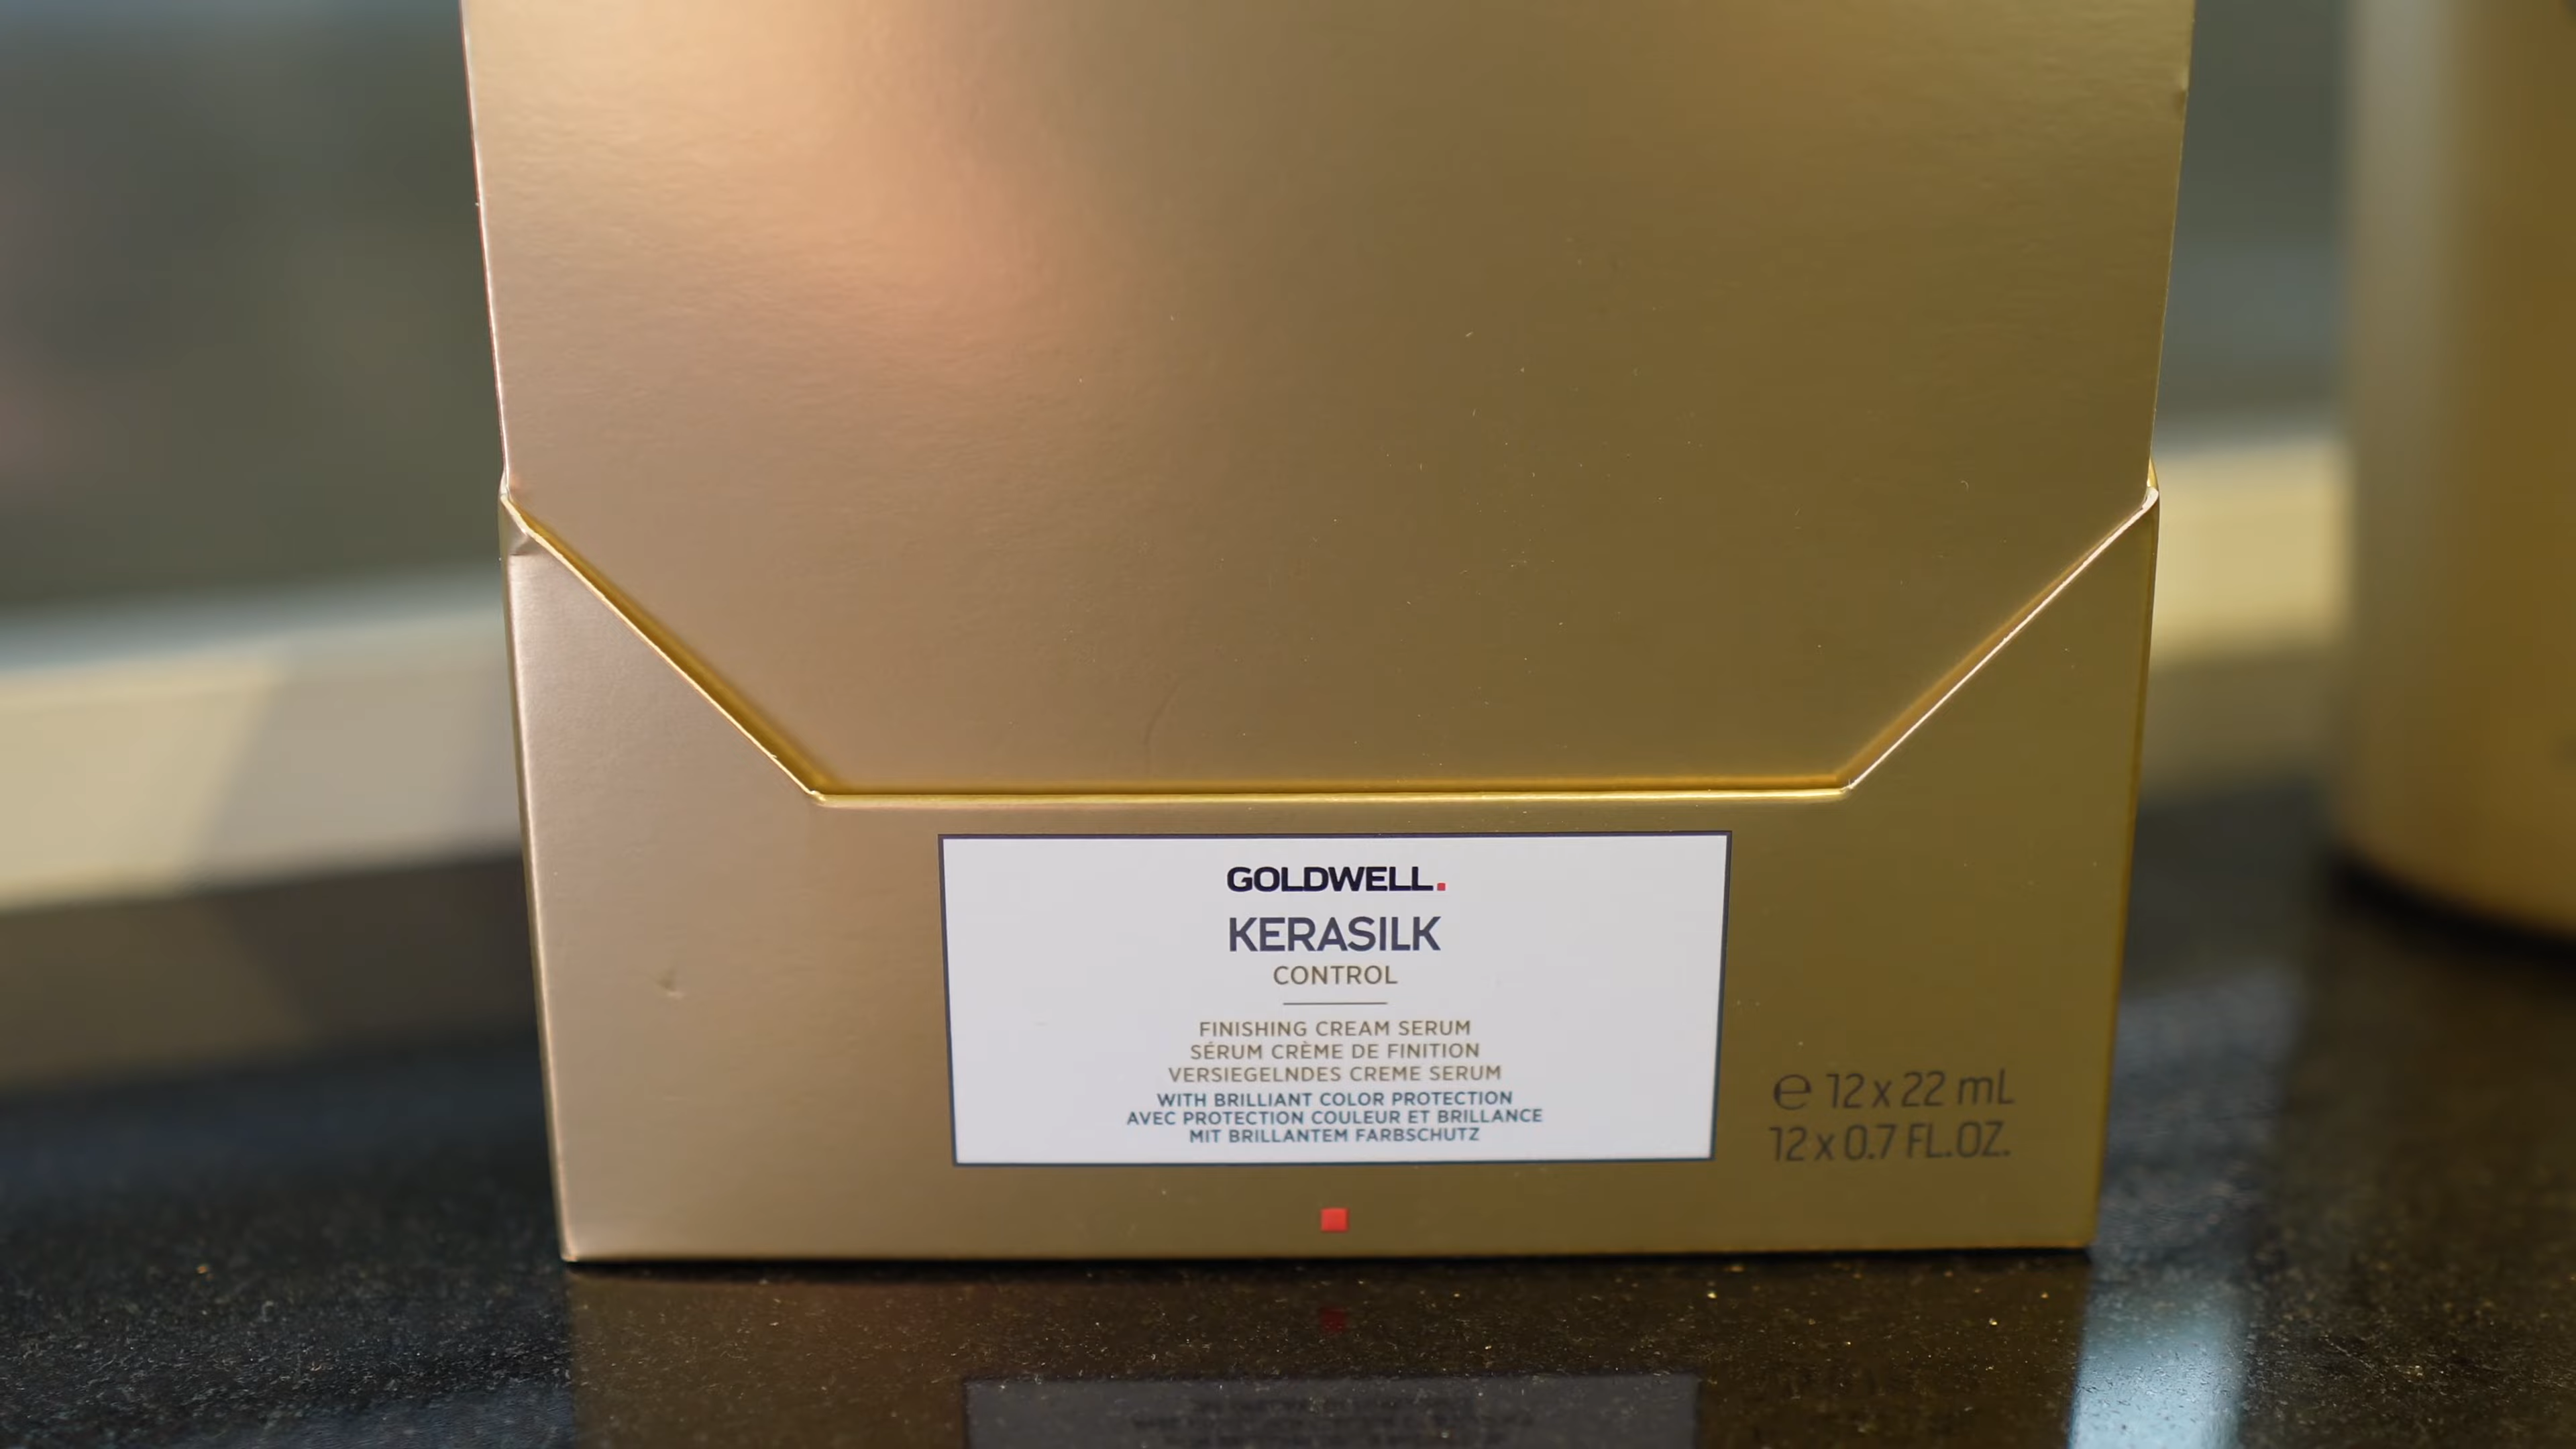 GOLDWELL.
KERASILK
CONTROL
FINISHING CREAM SERUM
SÉRUM CRÈME DE FINITION
VERSIEGELNDES CREME SERUM
WITH BRILLIANT COLOR PROTECTION
AVEC PROTECTION COULEUR ET BRILLANCE
MIT BRILLANTEM FARBSCHUTZ
℮ 12 x 22 mL
12 x 0.7 FL.OZ.